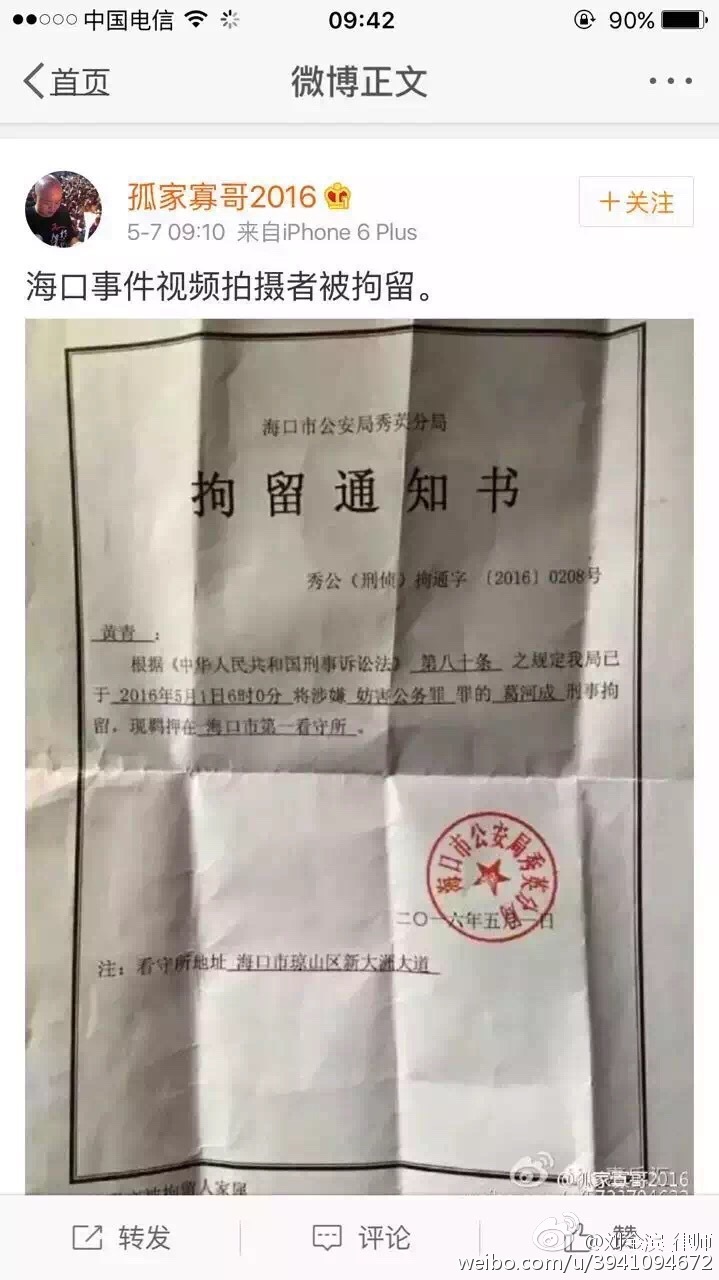 中国电信 09:42 90%
首页 微博正文
孤家寡哥2016
+关注
5-7 09:10 来自iPhone 6 Plus
海口事件视频拍摄者被拘留。
海口市公安局秀英分局
拘留通知书
秀公（刑侦）拘通字〔2016〕0208号
黄青：
根据《中华人民共和国刑事诉讼法》第八十条之规定我局已
于2016年5月1日6时0分将涉嫌 妨害公务罪 罪的 葛河成 刑事拘
留，现羁押在 海口市第一看守所 。
海口市公安局秀英分局
二〇一六年五月一日
注：看守所地址 海口市琼山区新大洲大道
被拘留人家属
@孤家寡哥2016
转发 评论 赞
律师
weibo.com/u/3941094672